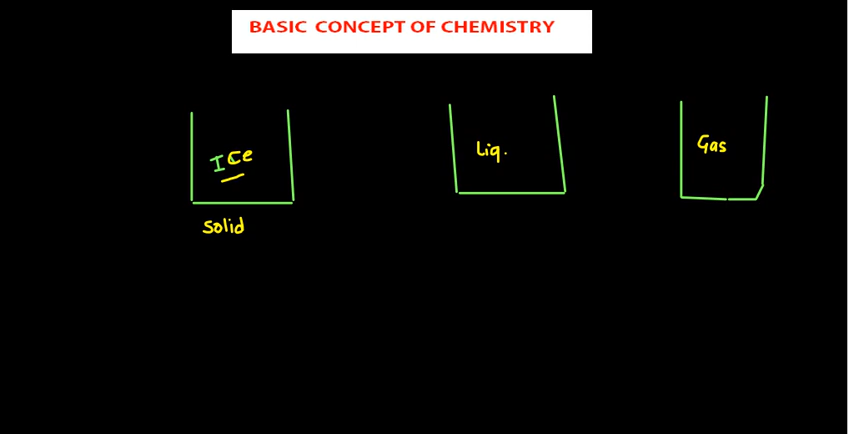 BASIC CONCEPT OF CHEMISTRY
ICe
Solid
Liq.
Gas